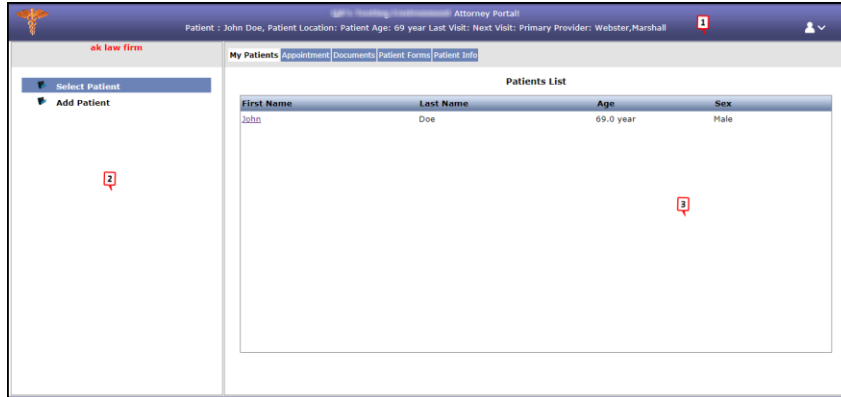 Attorney Portal!
Patient : John Doe, Patient Location: Patient Age: 69 year Last Visit: Next Visit: Primary Provider: Webster,Marshall
1
ak law firm
My Patients Appointment Documents Patient Forms Patient Info
Select Patient
Add Patient
2
Patients List
First Name Last Name Age Sex
John Doe 69.0 year Male
3